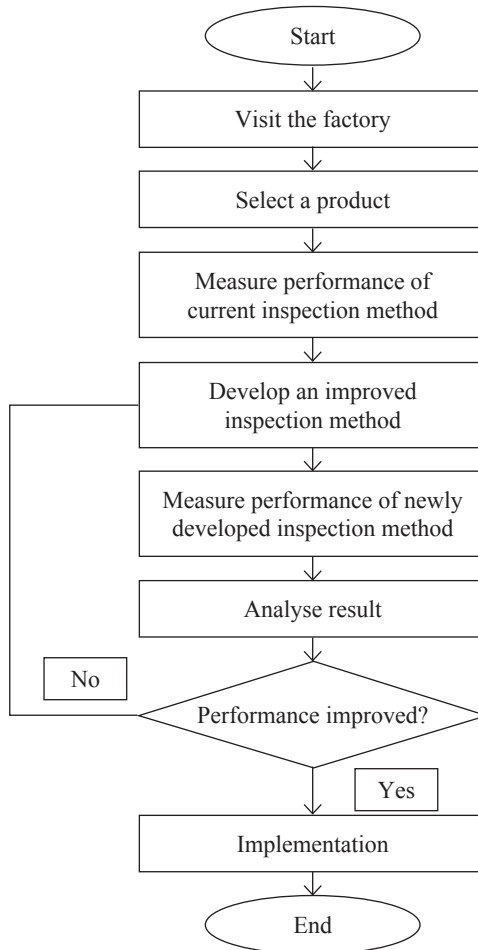 Start
Visit the factory
Select a product
Measure performance of
current inspection method
Develop an improved
inspection method
Measure performance of newly
developed inspection method
Analyse result
No
Performance improved?
Yes
Implementation
End